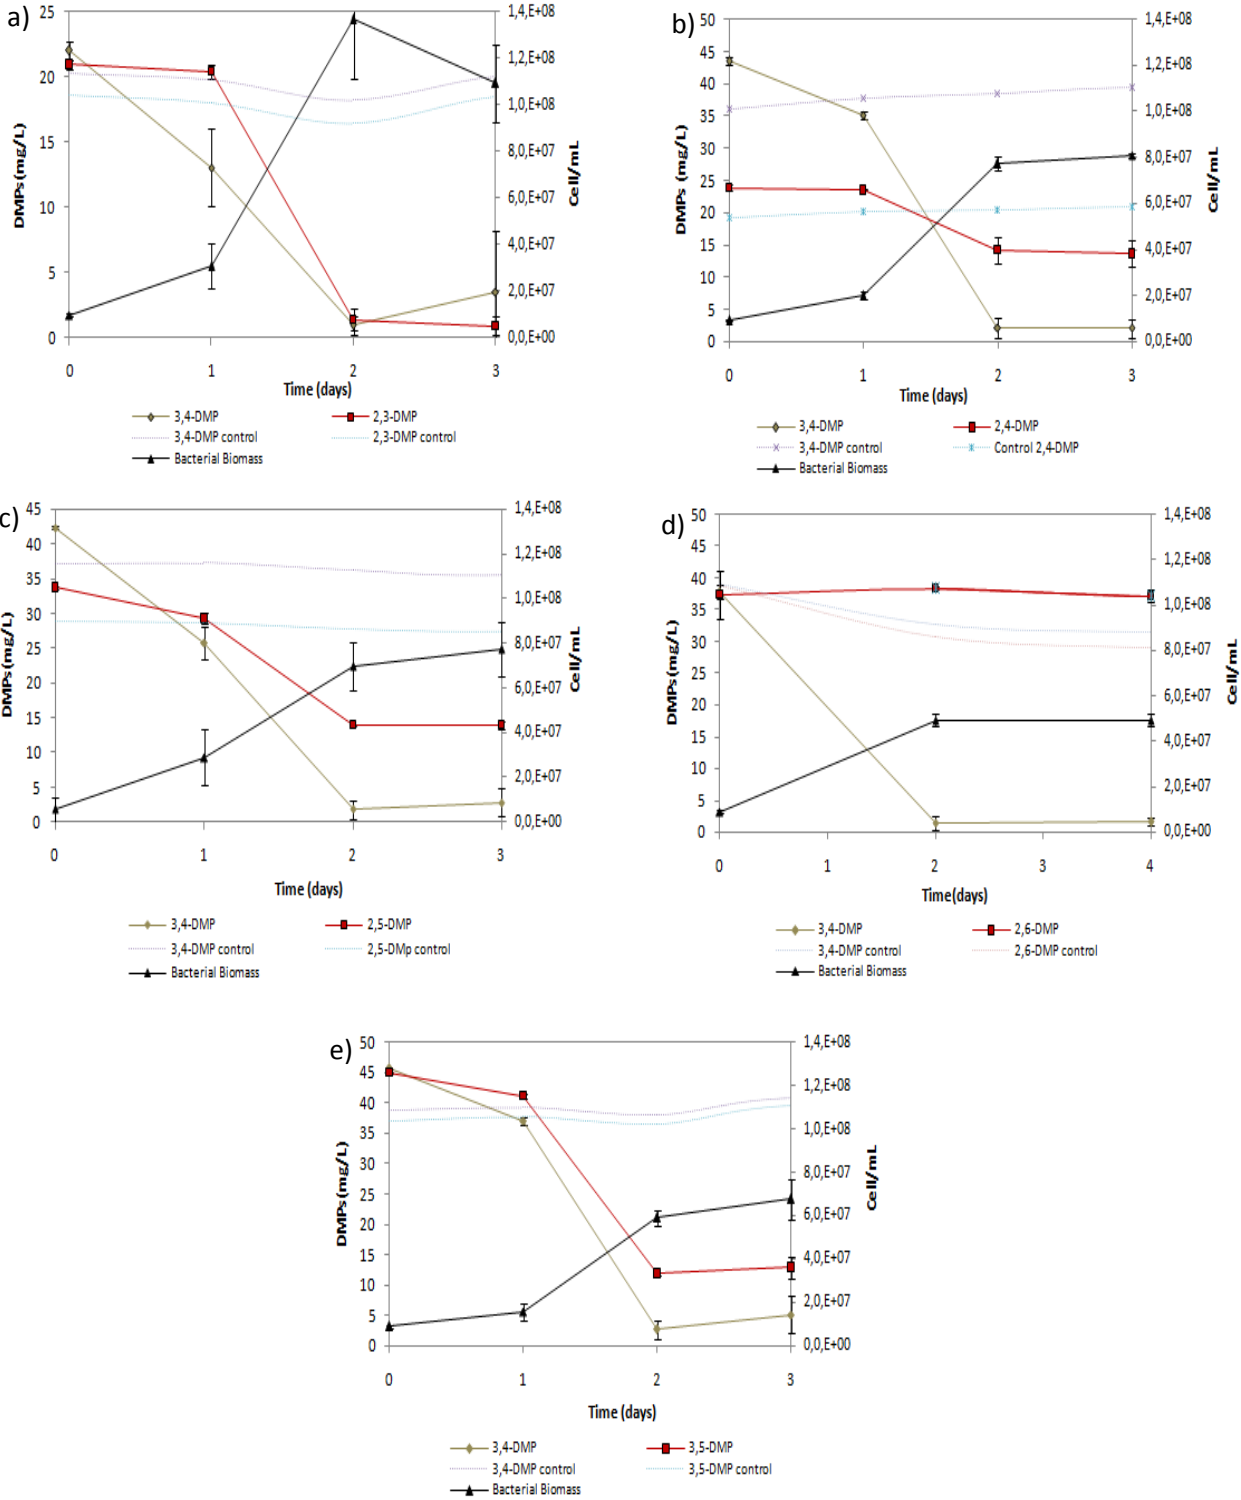 a)
25
20
15
10
5
0
DMPs(mg/L)
1,4,E+08
1,2,E+08
1,0,E+08
8,0,E+07
6,0,E+07
4,0,E+07
2,0,E+07
0,0,E+00
Cell/mL
0 1 2 3
Time (days)
3,4-DMP 2,3-DMP
3,4-DMP control 2,3-DMP control
Bacterial Biomass
b)
50
45
40
35
30
25
20
15
10
5
0
DMPs (mg/L)
1,4,E+08
1,2,E+08
1,0,E+08
8,0,E+07
6,0,E+07
4,0,E+07
2,0,E+07
0,0,E+00
Cell/mL
0 1 2 3
Time (days)
3,4-DMP 2,4-DMP
3,4-DMP control Control 2,4-DMP
Bacterial Biomass
c)
45
40
35
30
25
20
15
10
5
0
DMPs(mg/L)
1,4,E+08
1,2,E+08
1,0,E+08
8,0,E+07
6,0,E+07
4,0,E+07
2,0,E+07
0,0,E+00
Cell/mL
0 1 2 3
Time (days)
3,4-DMP 2,5-DMP
3,4-DMP control 2,5-DMp control
Bacterial Biomass
d)
50
45
40
35
30
25
20
15
10
5
0
DMPs(mg/L)
1,4,E+08
1,2,E+08
1,0,E+08
8,0,E+07
6,0,E+07
4,0,E+07
2,0,E+07
0,0,E+00
Cell/mL
0 1 2 3 4
Time(days)
3,4-DMP 2,6-DMP
3,4-DMP control 2,6-DMP control
Bacterial Biomass
e)
50
45
40
35
30
25
20
15
10
5
0
DMPs(mg/L)
1,4,E+08
1,2,E+08
1,0,E+08
8,0,E+07
6,0,E+07
4,0,E+07
2,0,E+07
0,0,E+00
Cell/mL
0 1 2 3
Time (days)
3,4-DMP 3,5-DMP
3,4-DMP control 3,5-DMP control
Bacterial Biomass